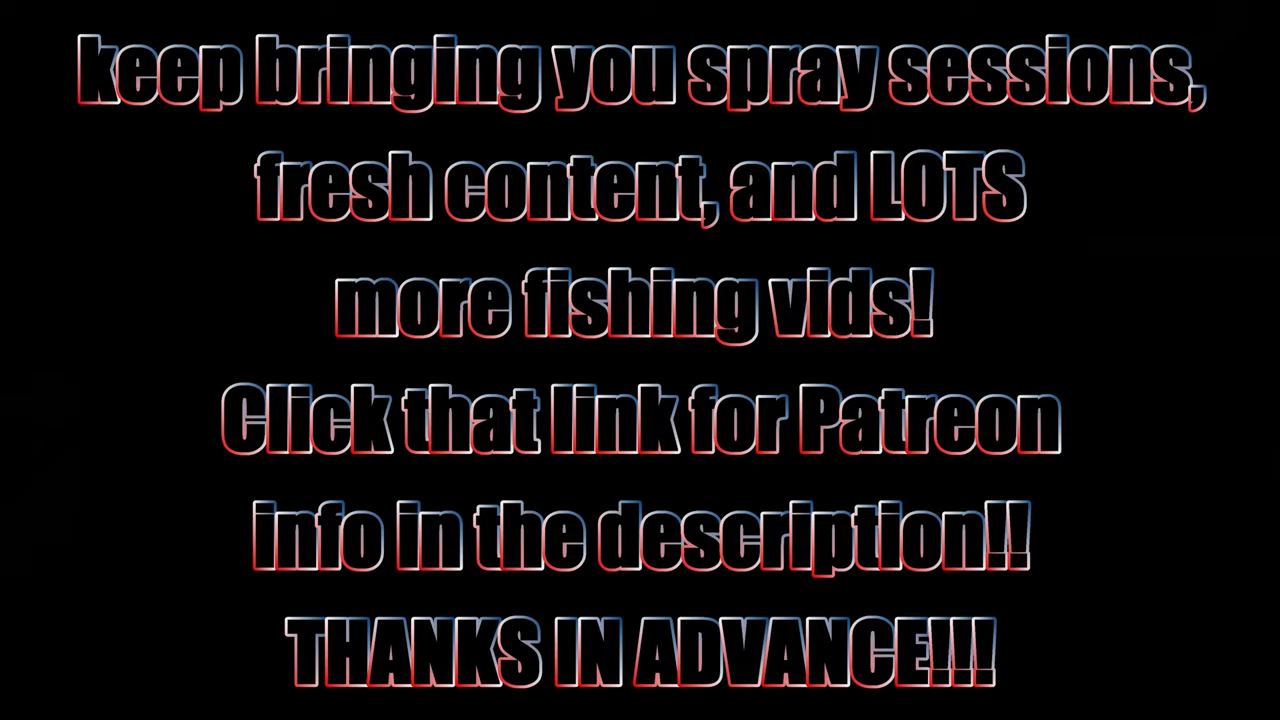 keep bringing you spray sessions,
fresh content, and LOTS
more fishing vids!
Click that link for Patreon
info in the description!!
THANKS IN ADVANCE!!!